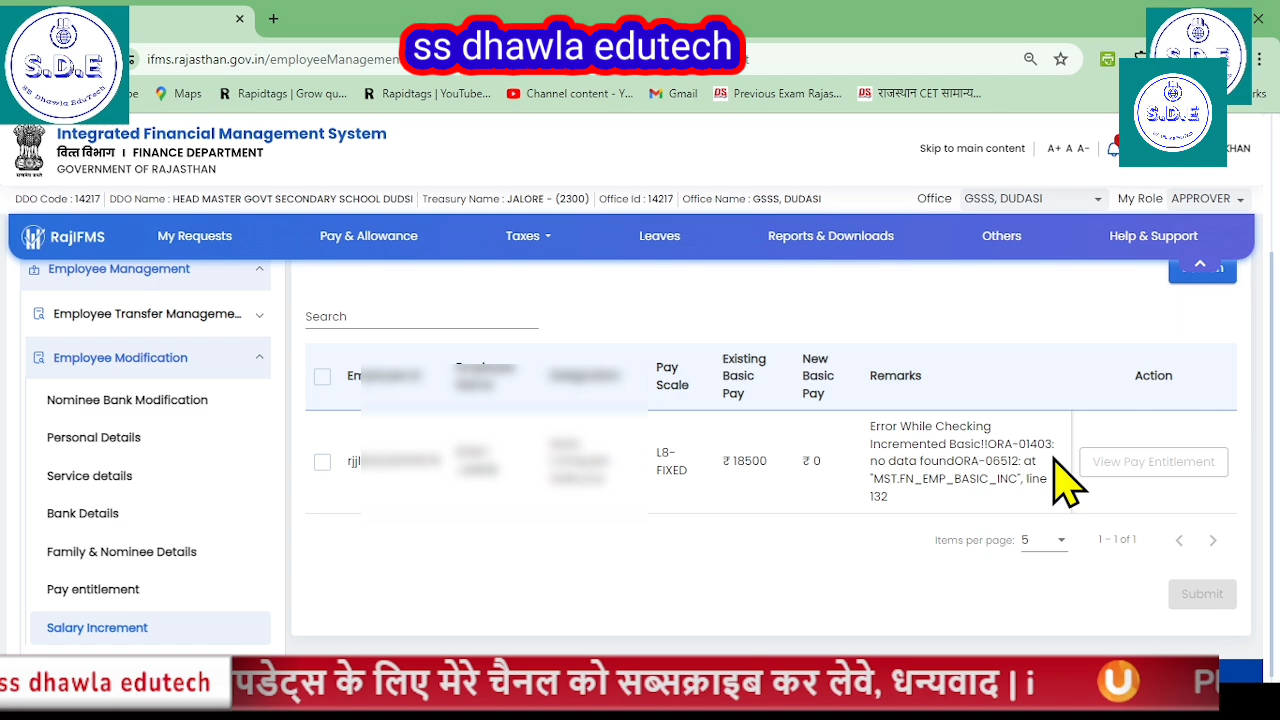 ss dhawla edutech
S.D.E
SS Dhawla EduTech
ifms.rajasthan.gov.in/employeeManagemen
Maps
Rapidtags | Grow qu...
Rapidtags | YouTube...
Channel content - Y...
Gmail
Previous Exam Rajas...
राजस्थान CET सामान्य...
Integrated Financial Management System
वित्त विभाग | FINANCE DEPARTMENT
GOVERNMENT OF RAJASTHAN
Skip to main content
A+ A A-
KHAN
DDO Code : 14217 DDO Name : HEAD MASTER GOVT SECONDARY SCHOOL DUDSI Treasury Name : JALORE - (2300) Office Id : 14217 Office Name : GSSS, DUDASI
Office GSSS, DUDASI My Role APPROVER
RajIFMS My Requests Pay & Allowance Taxes Leaves Reports & Downloads Others Help & Support
Employee Management
Employee Transfer Manageme...
Employee Modification
Nominee Bank Modification
Personal Details
Service details
Bank Details
Family & Nominee Details
Pay entitlement
Salary Increment
Search
Pay Scale
Existing Basic Pay
New Basic Pay
Remarks
Action
L8-FIXED
₹ 18500
₹ 0
Error While Checking
Incremented Basic!!ORA-01403:
no data foundORA-06512: at
"MST.FN_EMP_BASIC_INC", line
132
View Pay Entitlement
Items per page: 5 1 – 1 of 1
Submit
ss dhawla edutech
पडेट्स के लिए मेरे चैनल को सब्सक्राइब कर लेवे, धन्यवाद | i